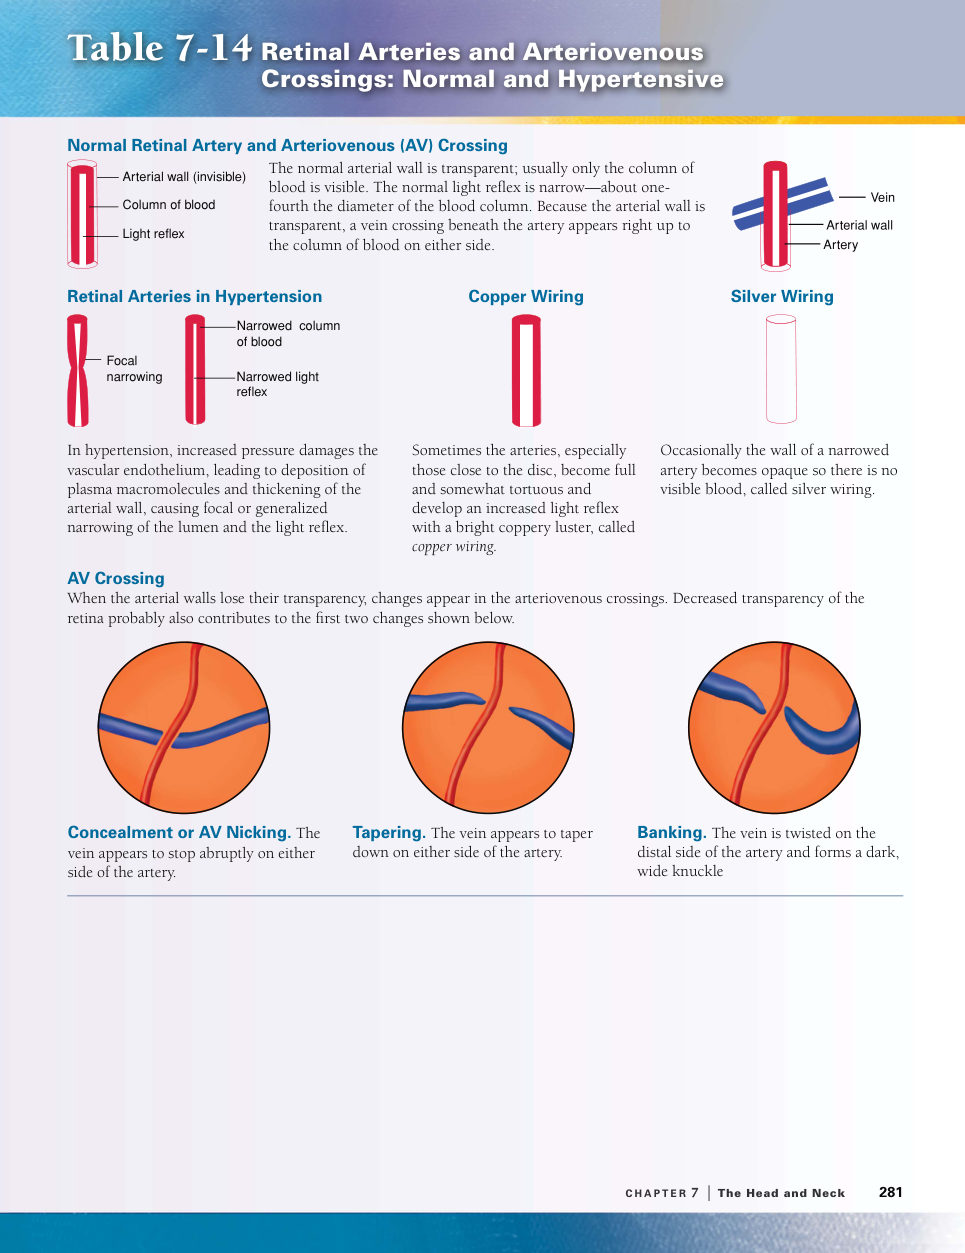 Table 7-14 Retinal Arteries and Arteriovenous
Crossings: Normal and Hypertensive
Normal Retinal Artery and Arteriovenous (AV) Crossing
Arterial wall (invisible)
Column of blood
Light reflex
The normal arterial wall is transparent; usually only the column of
blood is visible. The normal light reflex is narrow—about one-
fourth the diameter of the blood column. Because the arterial wall is
transparent, a vein crossing beneath the artery appears right up to
the column of blood on either side.
Vein
Arterial wall
Artery
Retinal Arteries in Hypertension
Focal
narrowing
Narrowed column
of blood
Narrowed light
reflex
In hypertension, increased pressure damages the
vascular endothelium, leading to deposition of
plasma macromolecules and thickening of the
arterial wall, causing focal or generalized
narrowing of the lumen and the light reflex.
Copper Wiring
Sometimes the arteries, especially
those close to the disc, become full
and somewhat tortuous and
develop an increased light reflex
with a bright coppery luster, called
copper wiring.
Silver Wiring
Occasionally the wall of a narrowed
artery becomes opaque so there is no
visible blood, called silver wiring.
AV Crossing
When the arterial walls lose their transparency, changes appear in the arteriovenous crossings. Decreased transparency of the
retina probably also contributes to the first two changes shown below.
Concealment or AV Nicking. The
vein appears to stop abruptly on either
side of the artery.
Tapering. The vein appears to taper
down on either side of the artery.
Banking. The vein is twisted on the
distal side of the artery and forms a dark,
wide knuckle
CHAPTER 7 | The Head and Neck 281